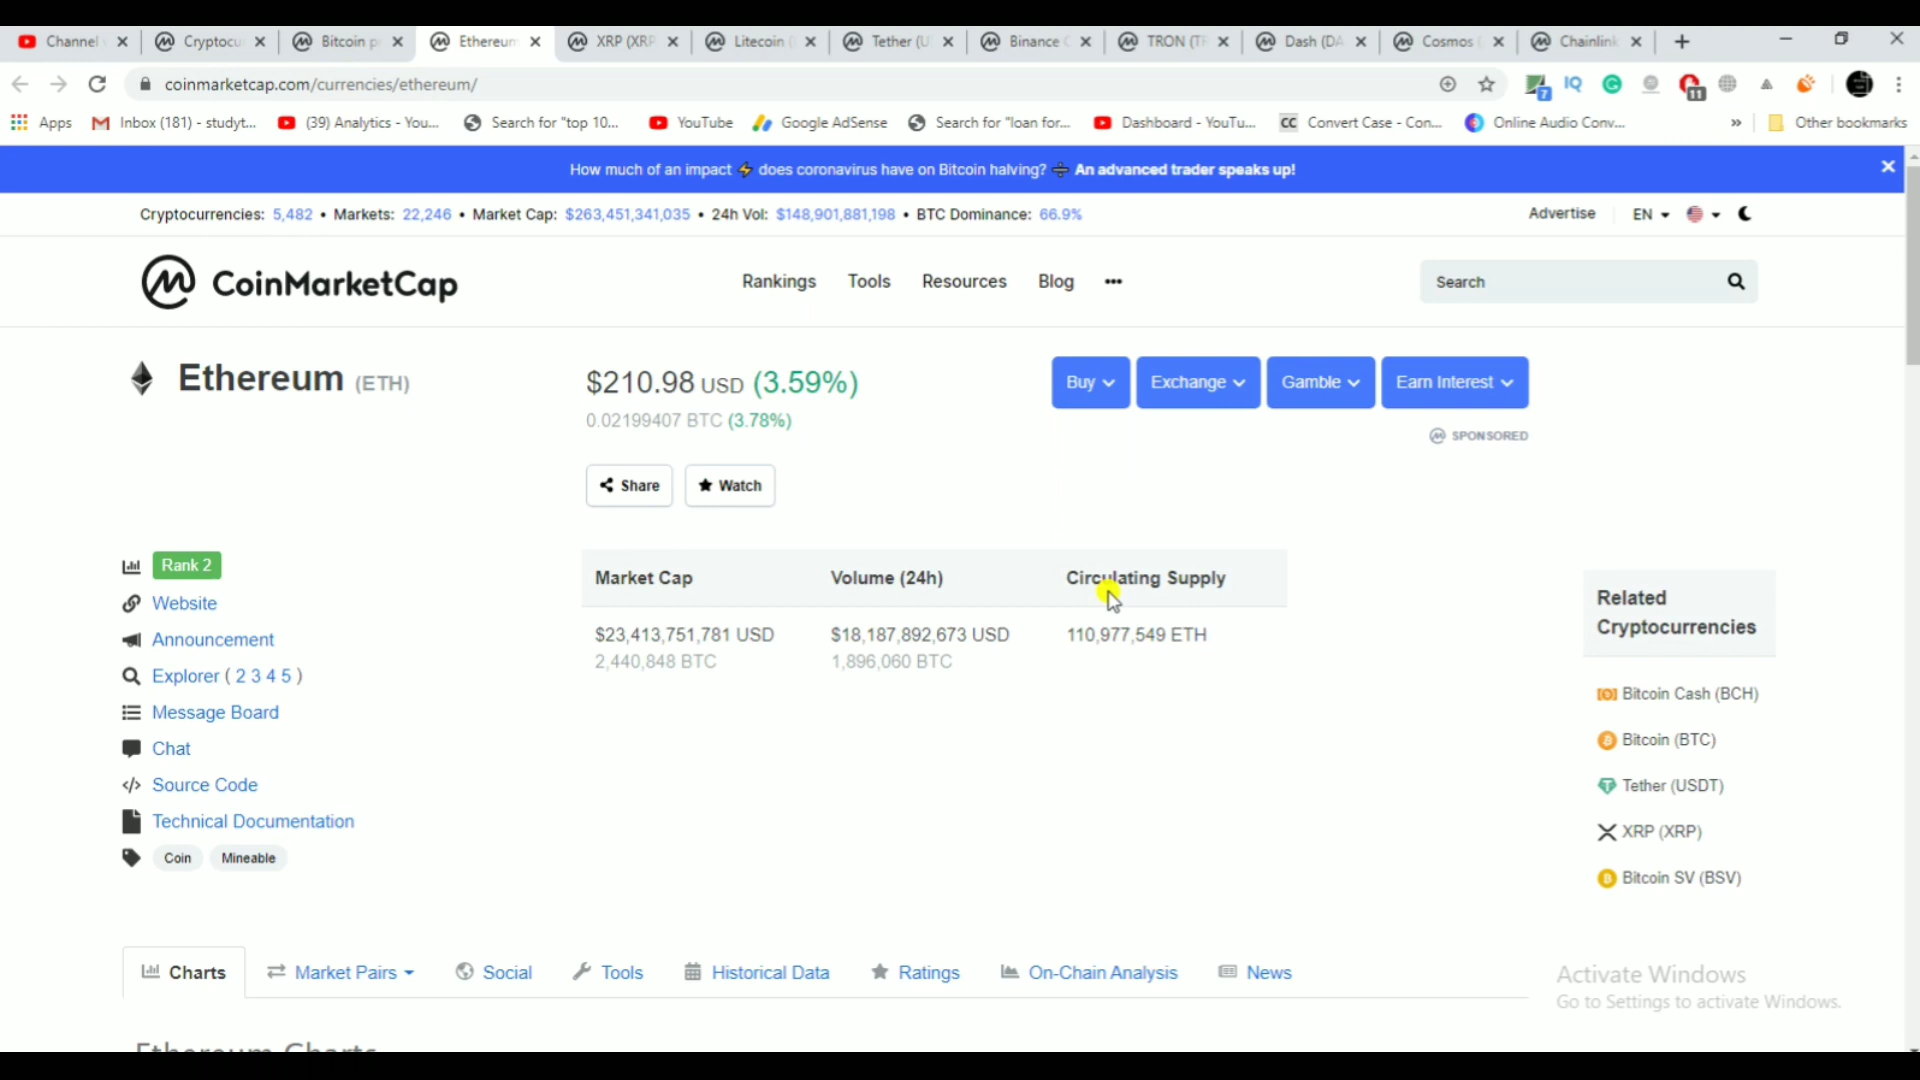 Channel Cryptocu Bitcoin p Ethereum XRP (XRP Litecoin Tether (U Binance C TRON (T Dash (DA Cosmos Chainlink
coinmarketcap.com/currencies/ethereum/ 7 IQ 11
Apps Inbox (181) - studyt... (39) Analytics - You... Search for "top 10... YouTube Google AdSense Search for "loan for... Dashboard - YouTu... CC Convert Case - Con... Online Audio Conv... » Other bookmarks
How much of an impact ⚡ does coronavirus have on Bitcoin halving? ➗ An advanced trader speaks up!
Cryptocurrencies: 5,482 • Markets: 22,246 • Market Cap: $263,451,341,035 • 24h Vol: $148,901,881,198 • BTC Dominance: 66.9% Advertise EN
CoinMarketCap Rankings Tools Resources Blog ••• Search
Ethereum (ETH) $210.98 USD (3.59%) Buy Exchange Gamble Earn Interest
0.02199407 BTC (3.78%)
SPONSORED
Share Watch
Rank 2
Market Cap Volume (24h) Circulating Supply
$23,413,751,781 USD $18,187,892,673 USD 110,977,549 ETH
2,440,848 BTC 1,896,060 BTC
Website
Announcement
Explorer ( 2 3 4 5 )
Message Board
Chat
Source Code
Technical Documentation
Coin Mineable
Related
Cryptocurrencies
Bitcoin Cash (BCH)
Bitcoin (BTC)
Tether (USDT)
XRP (XRP)
Bitcoin SV (BSV)
Charts Market Pairs Social Tools Historical Data Ratings On-Chain Analysis News
Activate Windows
Go to Settings to activate Windows.
Ethereum Charts